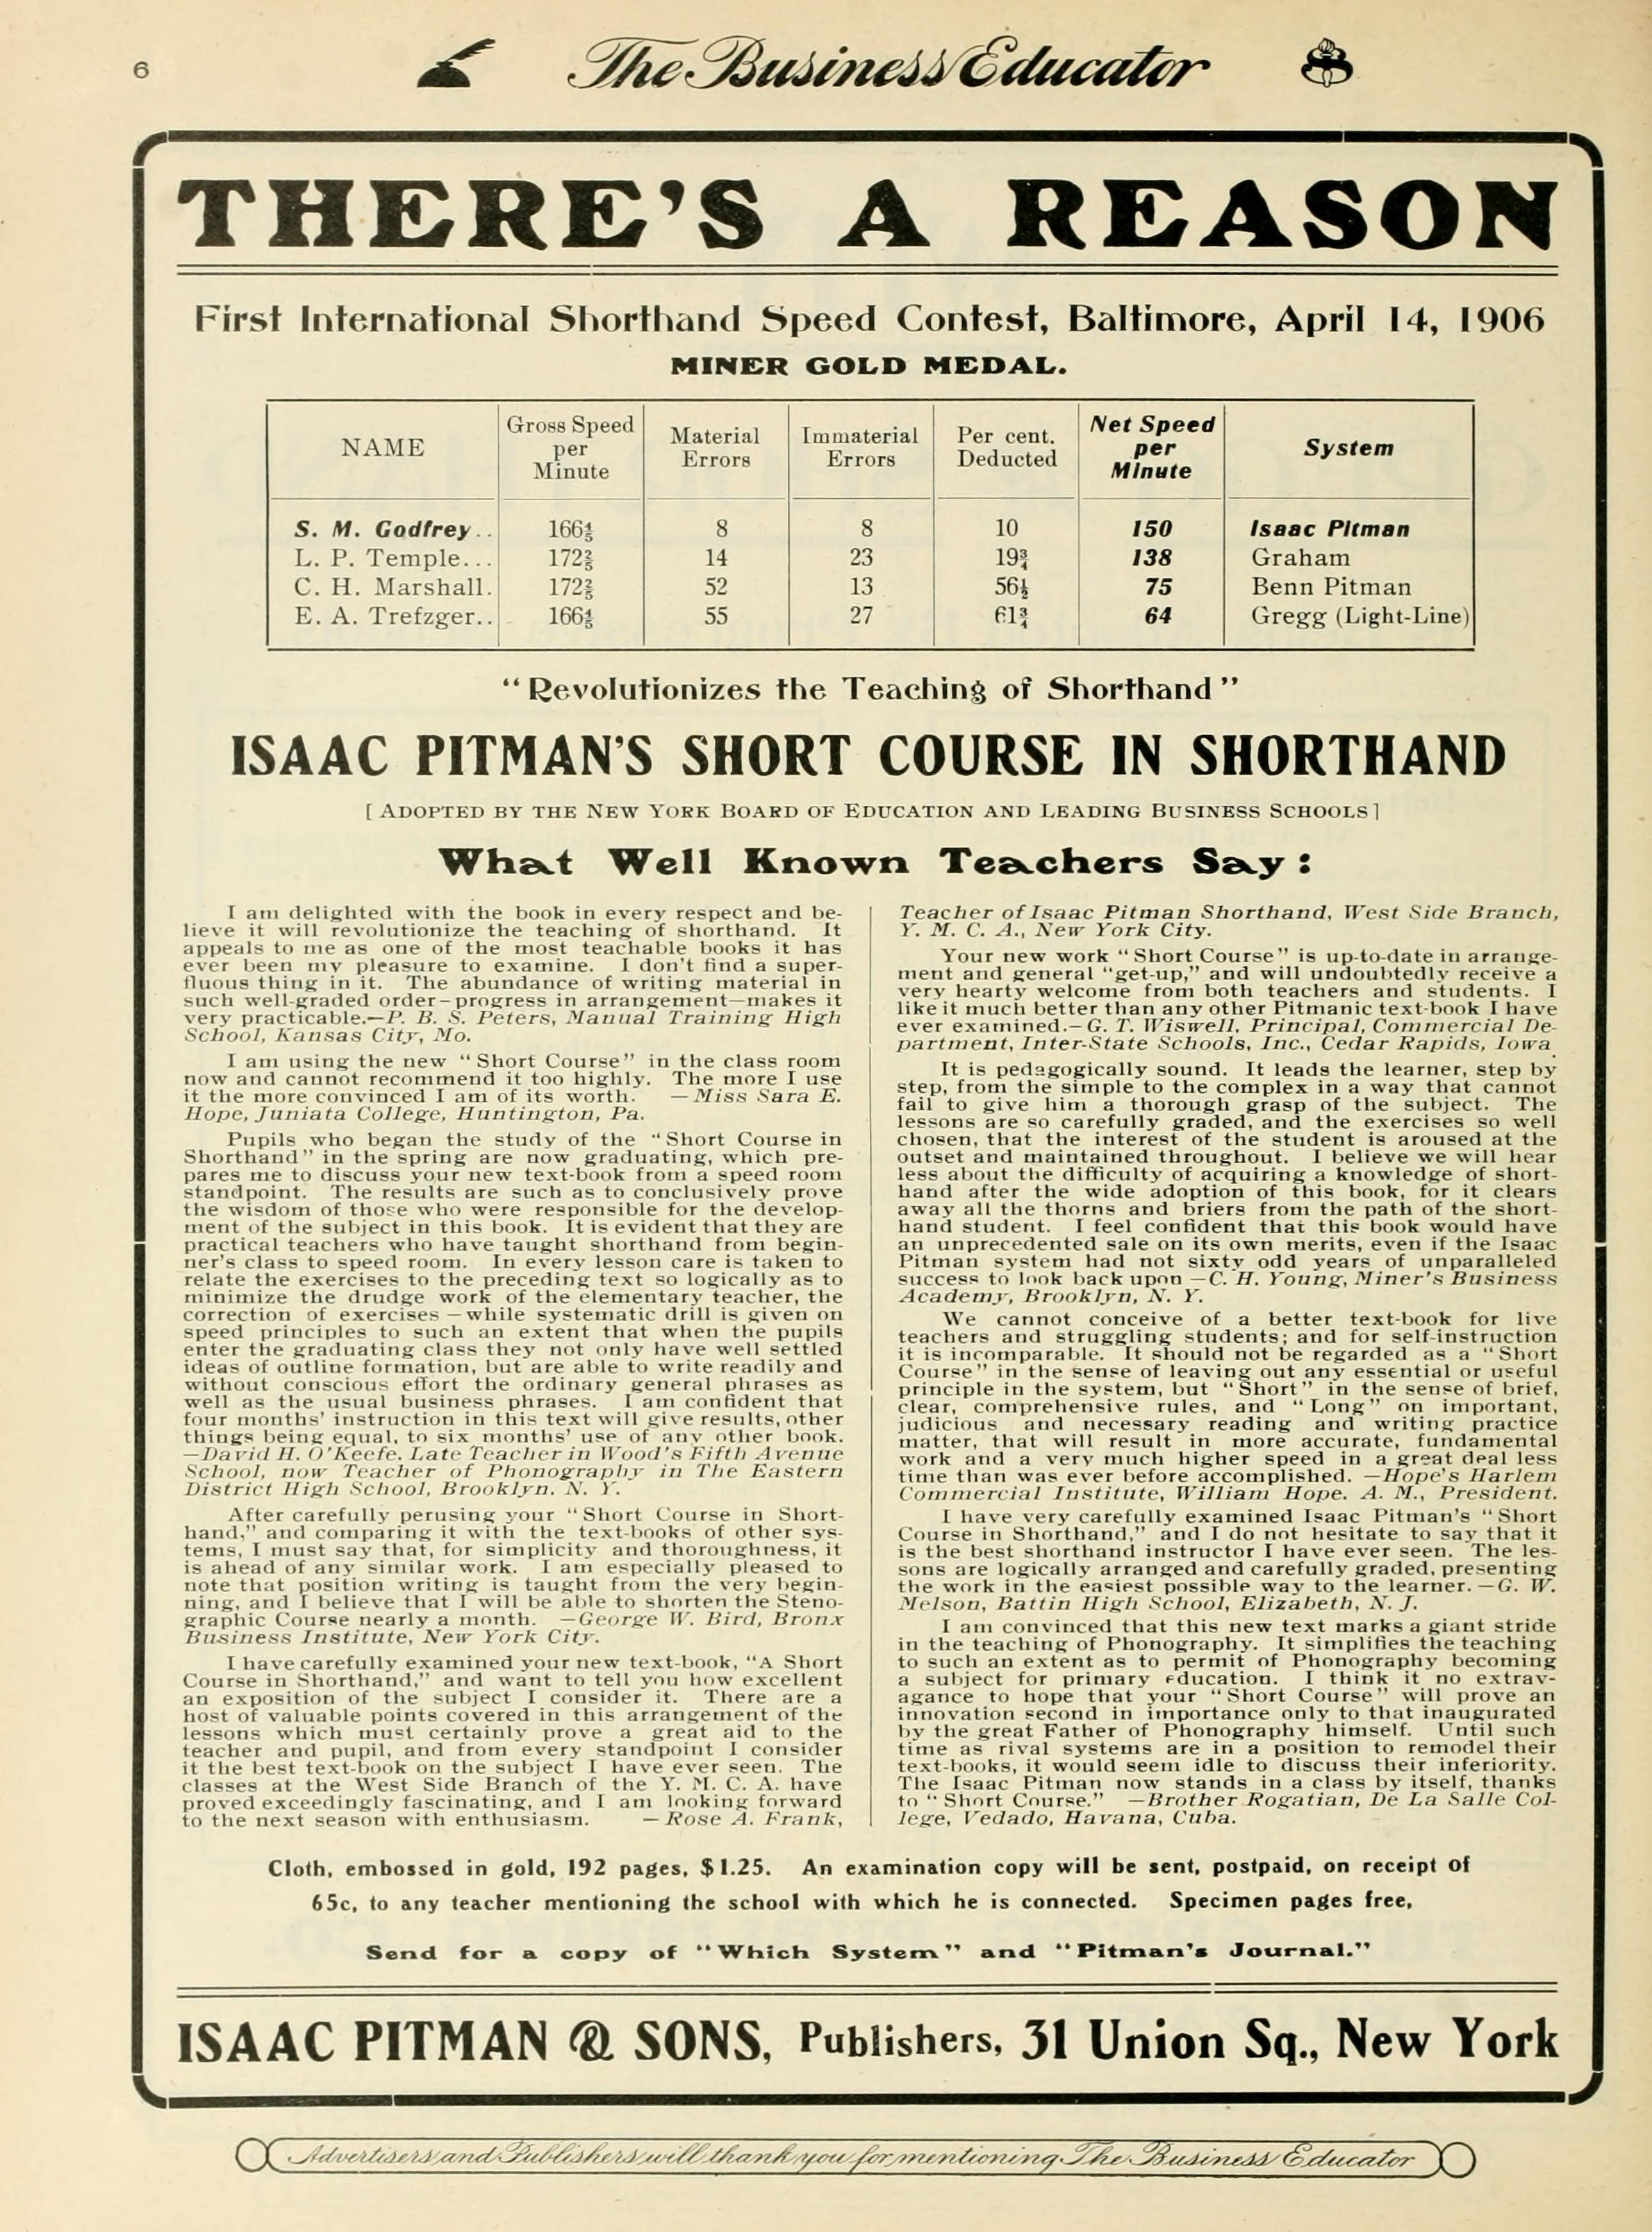 6
The Business Educator
THERE'S A REASON
First International Shorthand Speed Contest, Baltimore, April 14, 1906
MINER GOLD MEDAL.
NAME Gross Speed per Minute Material Errors Immaterial Errors Per cent. Deducted Net Speed per Minute System
S. M. Godfrey.. 166⅘ 8 8 10 150 Isaac Pitman
L. P. Temple... 172⅖ 14 23 19¾ 138 Graham
C. H. Marshall. 172⅖ 52 13 56½ 75 Benn Pitman
E. A. Trefzger.. 166⅘ 55 27 61¾ 64 Gregg (Light-Line)
"Revolutionizes the Teaching of Shorthand"
ISAAC PITMAN'S SHORT COURSE IN SHORTHAND
[ADOPTED BY THE NEW YORK BOARD OF EDUCATION AND LEADING BUSINESS SCHOOLS]
What Well Known Teachers Say:
I am delighted with the book in every respect and be-
lieve it will revolutionize the teaching of shorthand. It
appeals to me as one of the most teachable books it has
ever been my pleasure to examine. I don't find a super-
fluous thing in it. The abundance of writing material in
such well-graded order—progress in arrangement—makes it
very practicable.—P. B. S. Peters, Manual Training High
School, Kansas City, Mo.
I am using the new "Short Course" in the class room
now and cannot recommend it too highly. The more I use
it the more convinced I am of its worth. —Miss Sara E.
Hope, Juniata College, Huntington, Pa.
Pupils who began the study of the "Short Course in
Shorthand" in the spring are now graduating, which pre-
pares me to discuss your new text-book from a speed room
standpoint. The results are such as to conclusively prove
the wisdom of those who were responsible for the develop-
ment of the subject in this book. It is evident that they are
practical teachers who have taught shorthand from begin-
ner's class to speed room. In every lesson care is taken to
relate the exercises to the preceding text so logically as to
minimize the drudge work of the elementary teacher, the
correction of exercises—while systematic drill is given on
speed principles to such an extent that when the pupils
enter the graduating class they not only have well settled
ideas of outline formation, but are able to write readily and
without conscious effort the ordinary general phrases as
well as the usual business phrases. I am confident that
four months' instruction in this text will give results, other
things being equal, to six months' use of any other book.
—David H. O'Keefe, Late Teacher in Wood's Fifth Avenue
School, now Teacher of Phonography in The Eastern
District High School, Brooklyn. N. Y.
After carefully perusing your "Short Course in Short-
hand," and comparing it with the text-books of other sys-
tems, I must say that, for simplicity and thoroughness, it
is ahead of any similar work. I am especially pleased to
note that position writing is taught from the very begin-
ning, and I believe that I will be able to shorten the Steno-
graphic Course nearly a month. —George W. Bird, Bronx
Business Institute, New York City.
I have carefully examined your new text-book, "A Short
Course in Shorthand," and want to tell you how excellent
an exposition of the subject I consider it. There are a
host of valuable points covered in this arrangement of the
lessons which must certainly prove a great aid to the
teacher and pupil, and from every standpoint I consider
it the best text-book on the subject I have ever seen. The
classes at the West Side Branch of the Y. M. C. A. have
proved exceedingly fascinating, and I am looking forward
to the next season with enthusiasm. —Rose A. Frank,
Teacher of Isaac Pitman Shorthand, West Side Branch,
Y. M. C. A., New York City.
Your new work "Short Course" is up-to-date in arrange-
ment and general "get-up," and will undoubtedly receive a
very hearty welcome from both teachers and students. I
like it much better than any other Pitmanic text-book I have
ever examined.—G. T. Wiswell, Principal, Commercial De-
partment, Inter-State Schools, Inc., Cedar Rapids, Iowa
It is pedagogically sound. It leads the learner, step by
step, from the simple to the complex in a way that cannot
fail to give him a thorough grasp of the subject. The
lessons are so carefully graded, and the exercises so well
chosen, that the interest of the student is aroused at the
outset and maintained throughout. I believe we will hear
less about the difficulty of acquiring a knowledge of short-
hand after the wide adoption of this book, for it clears
away all the thorns and briers from the path of the short-
hand student. I feel confident that this book would have
an unprecedented sale on its own merits, even if the Isaac
Pitman system had not sixty odd years of unparalleled
success to look back upon —C. H. Young, Miner's Business
Academy, Brooklyn, N. Y.
We cannot conceive of a better text-book for live
teachers and struggling students; and for self-instruction
it is incomparable. It should not be regarded as a "Short
Course" in the sense of leaving out any essential or useful
principle in the system, but "Short" in the sense of brief,
clear, comprehensive rules, and "Long" on important,
judicious and necessary reading and writing practice
matter, that will result in more accurate, fundamental
work and a very much higher speed in a great deal less
time than was ever before accomplished. —Hope's Harlem
Commercial Institute, William Hope. A. M., President.
I have very carefully examined Isaac Pitman's "Short
Course in Shorthand," and I do not hesitate to say that it
is the best shorthand instructor I have ever seen. The les-
sons are logically arranged and carefully graded, presenting
the work in the easiest possible way to the learner. —G. W.
Melson, Battin High School, Elizabeth, N. J.
I am convinced that this new text marks a giant stride
in the teaching of Phonography. It simplifies the teaching
to such an extent as to permit of Phonography becoming
a subject for primary education. I think it no extrav-
agance to hope that your "Short Course" will prove an
innovation second in importance only to that inaugurated
by the great Father of Phonography himself. Until such
time as rival systems are in a position to remodel their
text-books, it would seem idle to discuss their inferiority.
The Isaac Pitman now stands in a class by itself, thanks
to "Short Course." —Brother Rogatian, De La Salle Col-
lege, Vedado, Havana, Cuba.
Cloth, embossed in gold, 192 pages, $1.25. An examination copy will be sent, postpaid, on receipt of
65c, to any teacher mentioning the school with which he is connected. Specimen pages free,
Send for a copy of "Which System" and "Pitman's Journal."
ISAAC PITMAN & SONS, Publishers, 31 Union Sq., New York
Advertisers and Publishers will thank you for mentioning The Business Educator